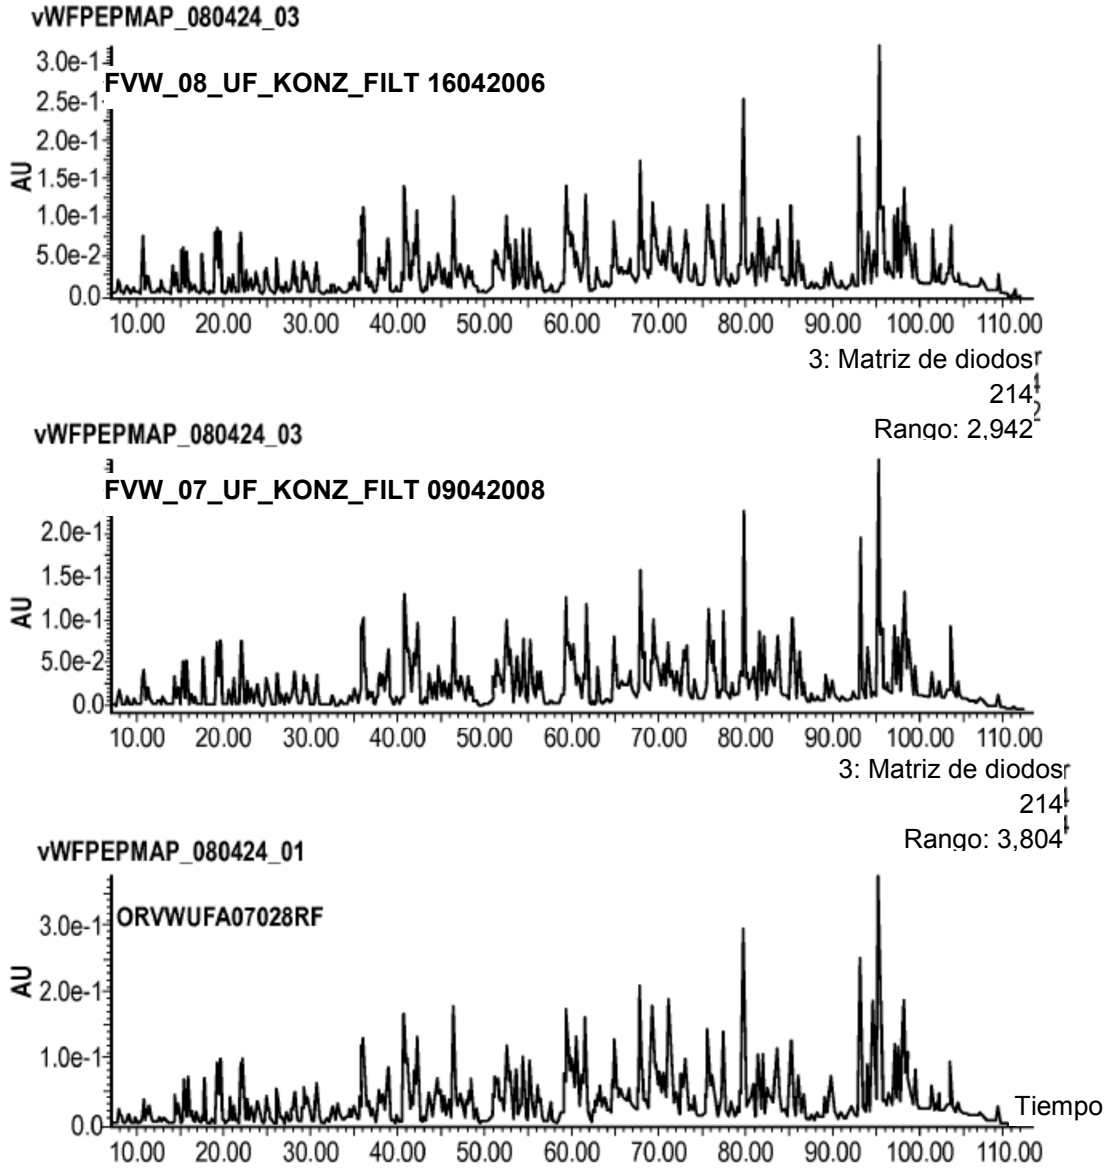 vWFPEPMAP_080424_03
FVW_08_UF_KONZ_FILT 16042006
AU
3.0e-1
2.5e-1
2.0e-1
1.5e-1
1.0e-1
5.0e-2
0.0
10.00 20.00 30.00 40.00 50.00 60.00 70.00 80.00 90.00 100.00 110.00
3: Matriz de diodos
214
Rango: 2,942
vWFPEPMAP_080424_03
FVW_07_UF_KONZ_FILT 09042008
AU
2.0e-1
1.5e-1
1.0e-1
5.0e-2
0.0
10.00 20.00 30.00 40.00 50.00 60.00 70.00 80.00 90.00 100.00 110.00
3: Matriz de diodos
214
Rango: 3,804
vWFPEPMAP_080424_01
ORVWUFA07028RF
AU
3.0e-1
2.0e-1
1.0e-1
0.0
Tiempo
10.00 20.00 30.00 40.00 50.00 60.00 70.00 80.00 90.00 100.00 110.00